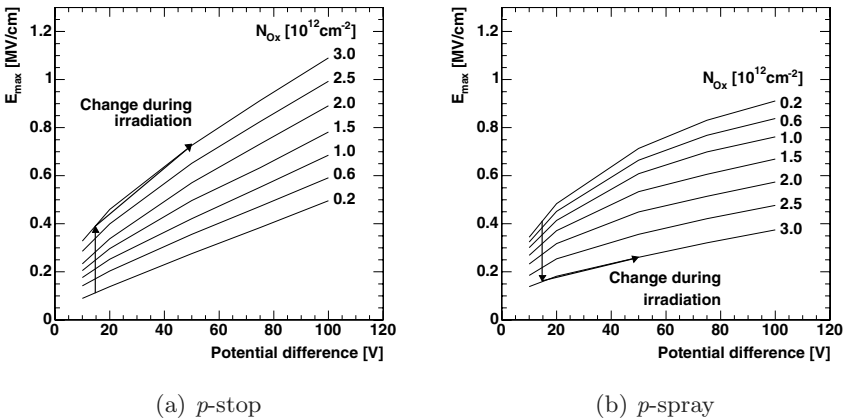 E_max [MV/cm]
1.2
1
0.8
0.6
0.4
0.2
0
N_Ox [10^12cm^-2]
3.0
2.5
2.0
1.5
1.0
0.6
0.2
Change during
irradiation
0 20 40 60 80 100 120
Potential difference [V]
(a) p-stop
E_max [MV/cm]
1.2
1
0.8
0.6
0.4
0.2
0
N_Ox [10^12cm^-2]
0.2
0.6
1.0
1.5
2.0
2.5
3.0
Change during
irradiation
0 20 40 60 80 100 120
Potential difference [V]
(b) p-spray